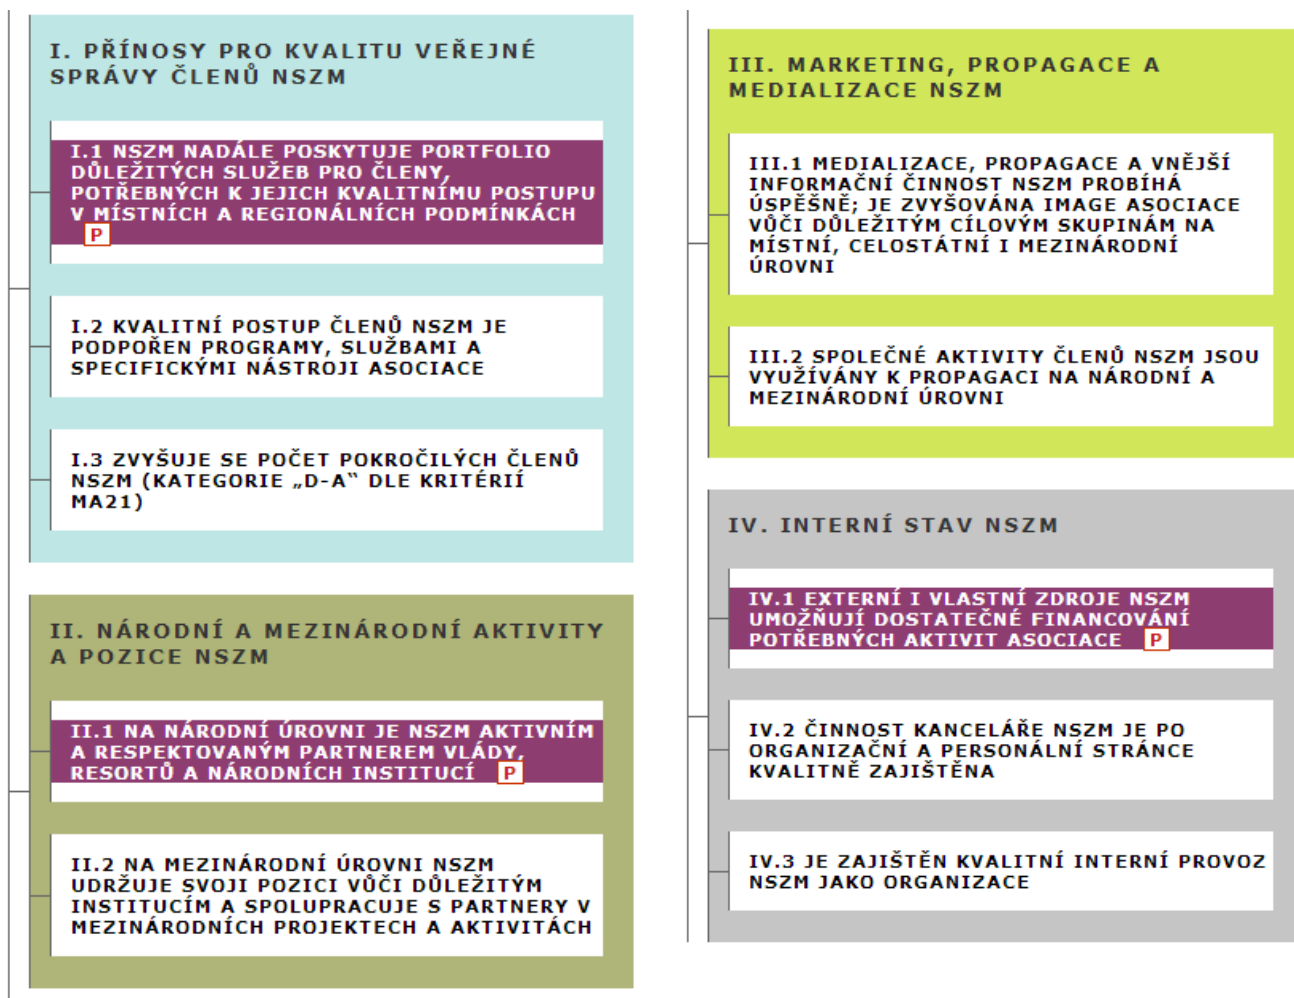 I. PŘÍNOSY PRO KVALITU VEŘEJNÉ
SPRÁVY ČLENŮ NSZM
I.1 NSZM NADÁLE POSKYTUJE PORTFOLIO
DŮLEŽITÝCH SLUŽEB PRO ČLENY,
POTŘEBNÝCH K JEJICH KVALITNÍMU POSTUPU
V MÍSTNÍCH A REGIONÁLNÍCH PODMÍNKÁCH
P
I.2 KVALITNÍ POSTUP ČLENŮ NSZM JE
PODPOŘEN PROGRAMY, SLUŽBAMI A
SPECIFICKÝMI NÁSTROJI ASOCIACE
I.3 ZVYŠUJE SE POČET POKROČILÝCH ČLENŮ
NSZM (KATEGORIE „D-A“ DLE KRITÉRIÍ
MA21)
II. NÁRODNÍ A MEZINÁRODNÍ AKTIVITY
A POZICE NSZM
II.1 NA NÁRODNÍ ÚROVNI JE NSZM AKTIVNÍM
A RESPEKTOVANÝM PARTNEREM VLÁDY,
RESORTŮ A NÁRODNÍCH INSTITUCÍ P
II.2 NA MEZINÁRODNÍ ÚROVNI NSZM
UDRŽUJE SVOJI POZICI VŮČI DŮLEŽITÝM
INSTITUCÍM A SPOLUPRACUJE S PARTNERY V
MEZINÁRODNÍCH PROJEKTECH A AKTIVITÁCH
III. MARKETING, PROPAGACE A
MEDIALIZACE NSZM
III.1 MEDIALIZACE, PROPAGACE A VNĚJŠÍ
INFORMAČNÍ ČINNOST NSZM PROBÍHÁ
ÚSPĚŠNĚ; JE ZVYŠOVÁNA IMAGE ASOCIACE
VŮČI DŮLEŽITÝM CÍLOVÝM SKUPINÁM NA
MÍSTNÍ, CELOSTÁTNÍ I MEZINÁRODNÍ
ÚROVNI
III.2 SPOLEČNÉ AKTIVITY ČLENŮ NSZM JSOU
VYUŽÍVÁNY K PROPAGACI NA NÁRODNÍ A
MEZINÁRODNÍ ÚROVNI
IV. INTERNÍ STAV NSZM
IV.1 EXTERNÍ I VLASTNÍ ZDROJE NSZM
UMOŽŇUJÍ DOSTATEČNÉ FINANCOVÁNÍ
POTŘEBNÝCH AKTIVIT ASOCIACE P
IV.2 ČINNOST KANCELÁŘE NSZM JE PO
ORGANIZAČNÍ A PERSONÁLNÍ STRÁNCE
KVALITNĚ ZAJIŠTĚNA
IV.3 JE ZAJIŠTĚN KVALITNÍ INTERNÍ PROVOZ
NSZM JAKO ORGANIZACE